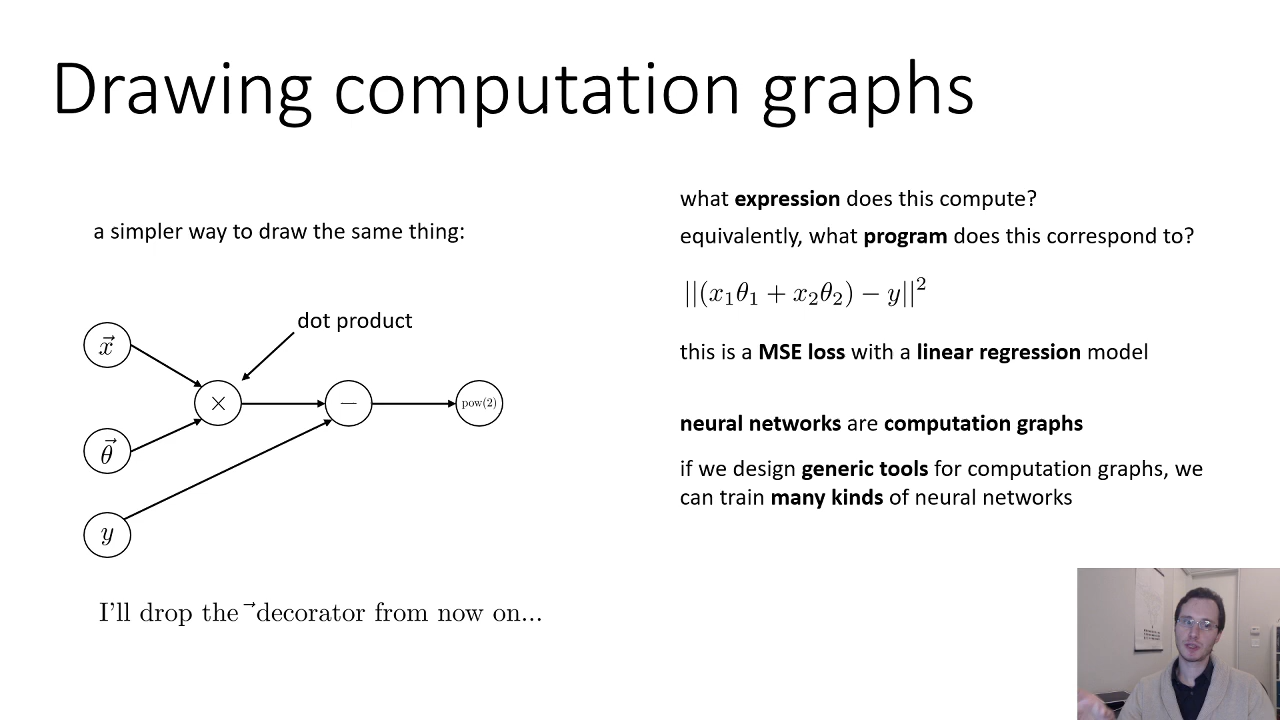 Drawing computation graphs
a simpler way to draw the same thing:
dot product
x⃗
×
−
pow(2)
θ⃗
y
I'll drop the ⃗ decorator from now on...
what expression does this compute?
equivalently, what program does this correspond to?
||(x₁θ₁ + x₂θ₂) − y||²
this is a MSE loss with a linear regression model
neural networks are computation graphs
if we design generic tools for computation graphs, we
can train many kinds of neural networks